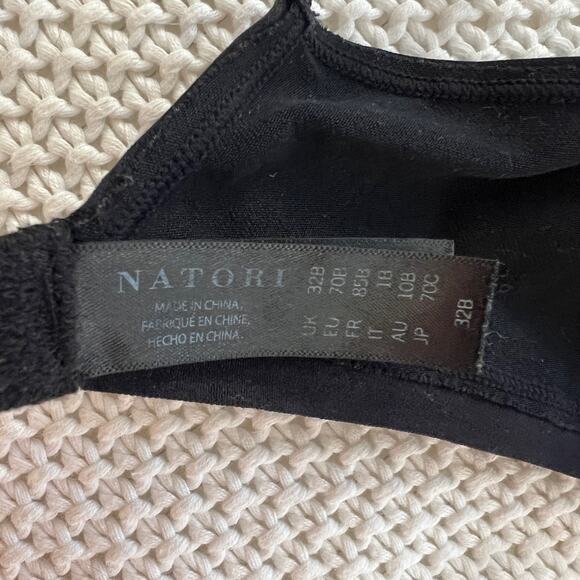 NATORI
MADE IN CHINA,
FABRIQUÉ EN CHINE,
HECHO EN CHINA.
UK 32B
EU 70B
FR 85B
IT 1B
AU 10B
JP 70C
32B